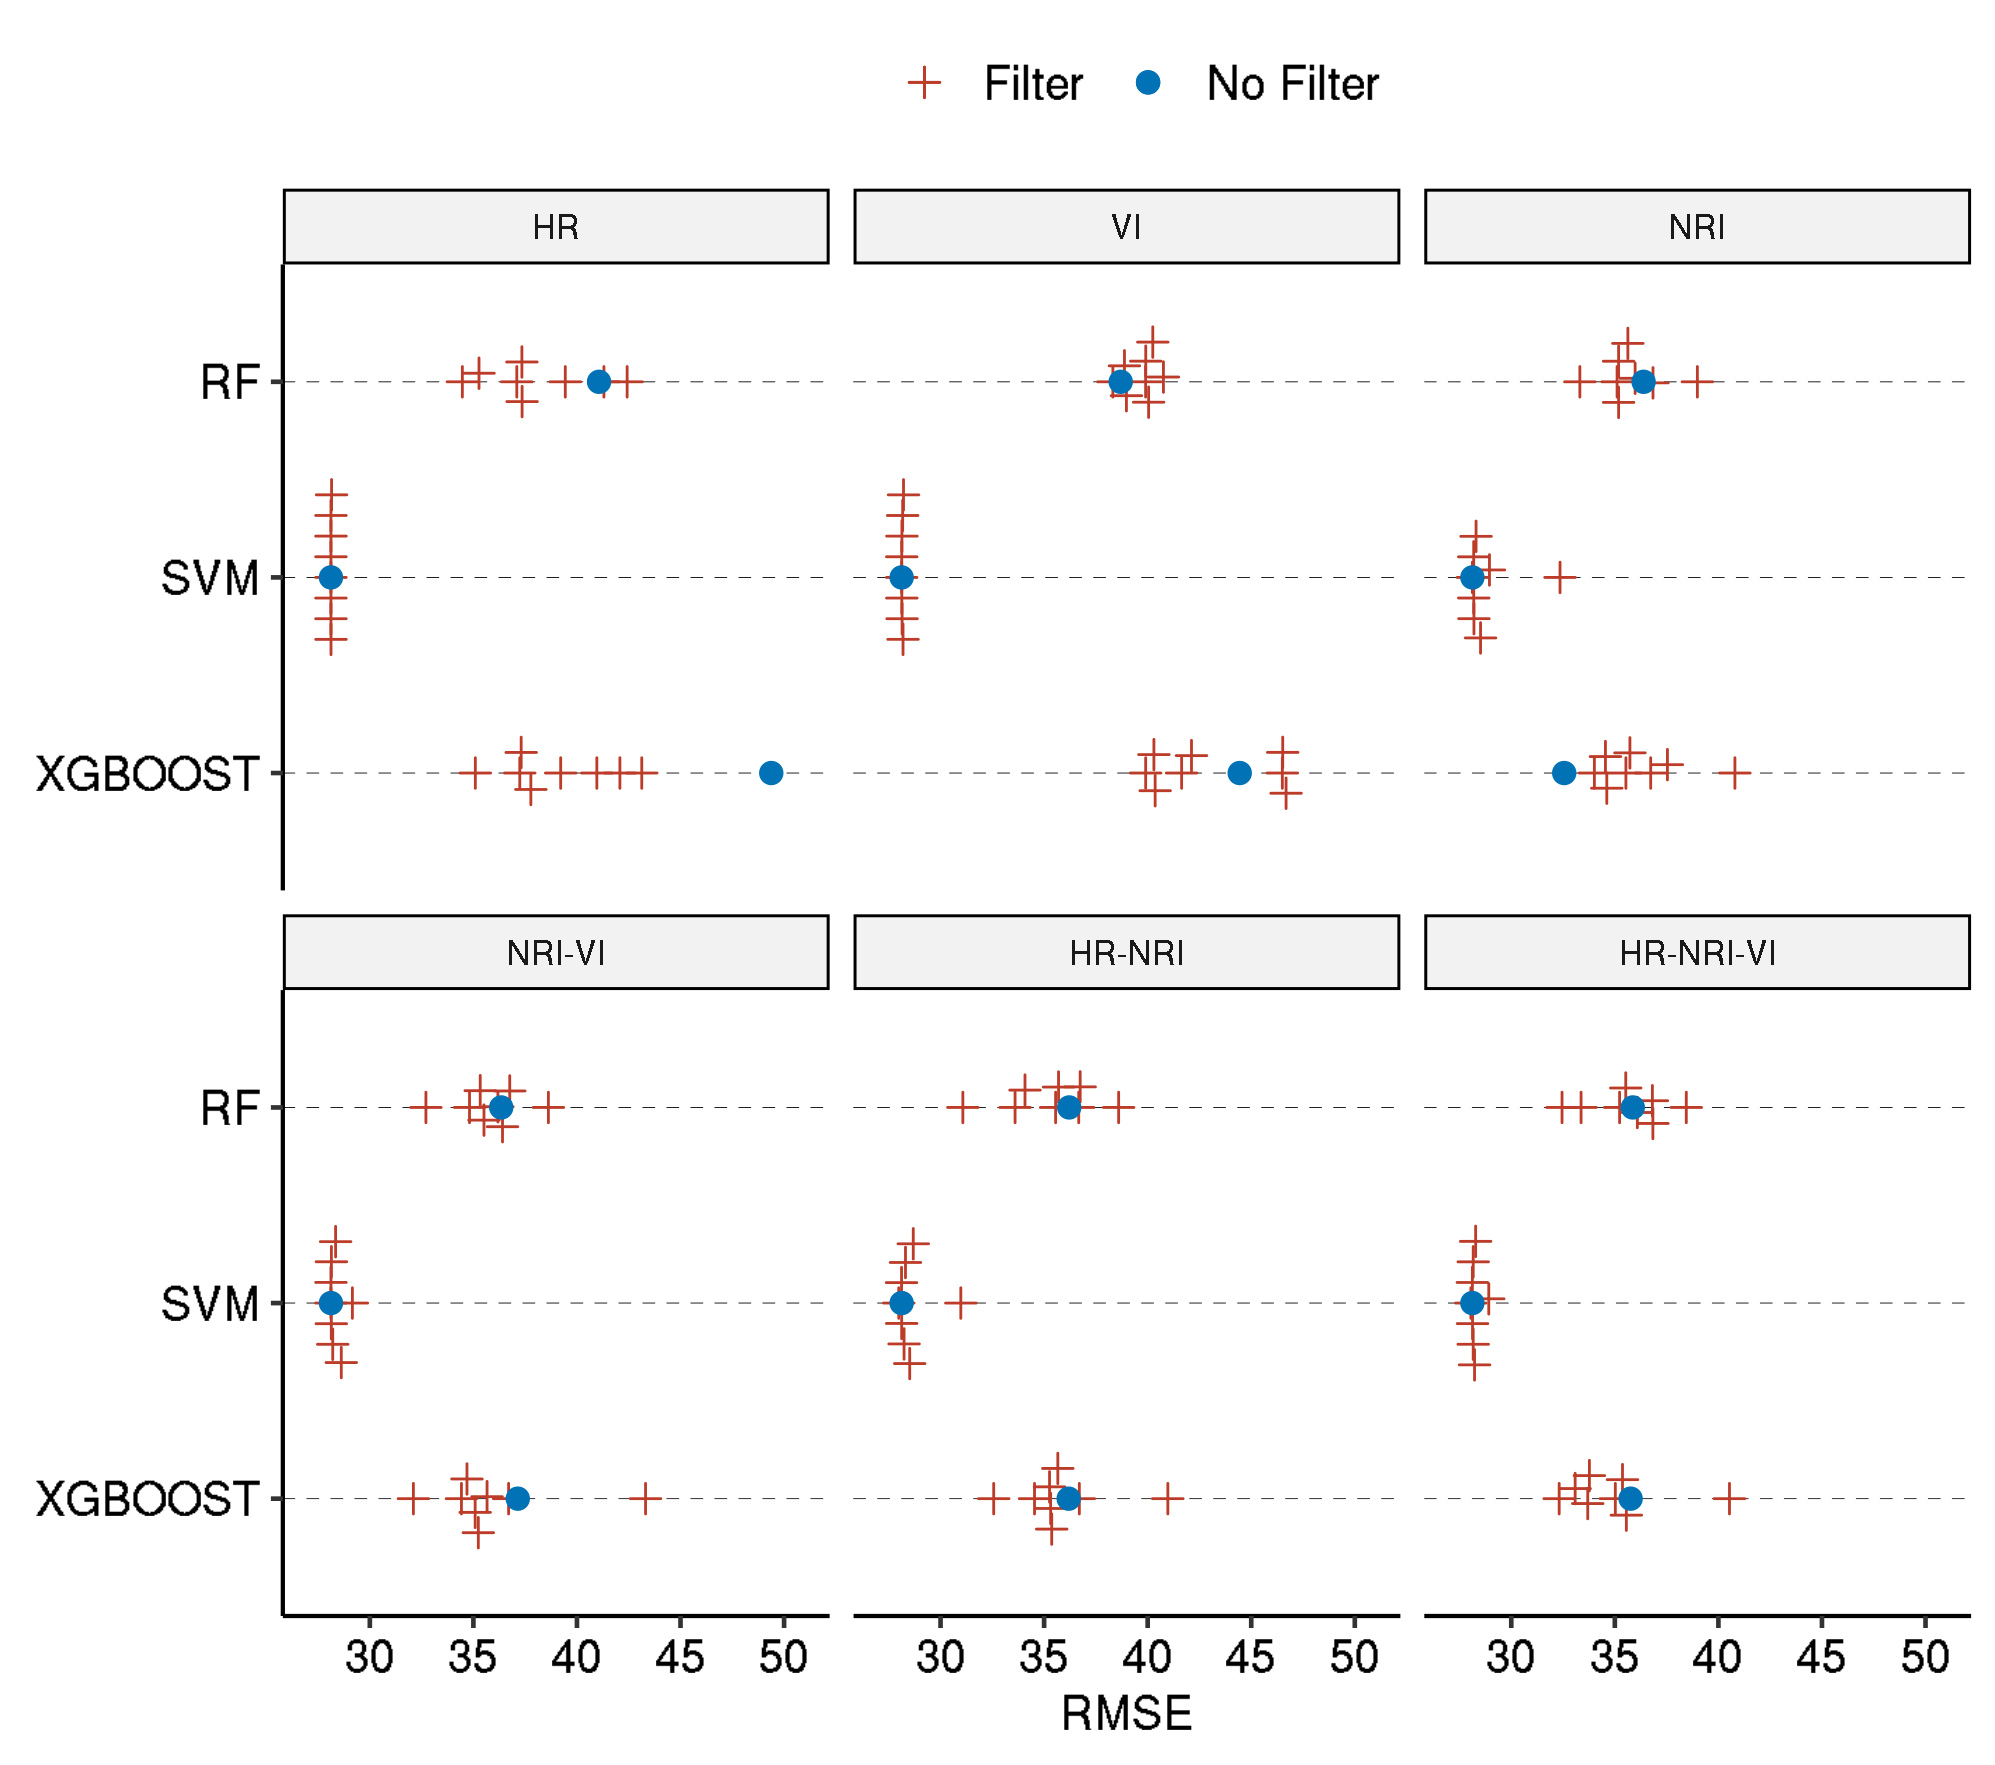 Filter No Filter
HR VI NRI
RF
SVM
XGBOOST
NRI-VI HR-NRI HR-NRI-VI
RF
SVM
XGBOOST
30 35 40 45 50 30 35 40 45 50 30 35 40 45 50
RMSE